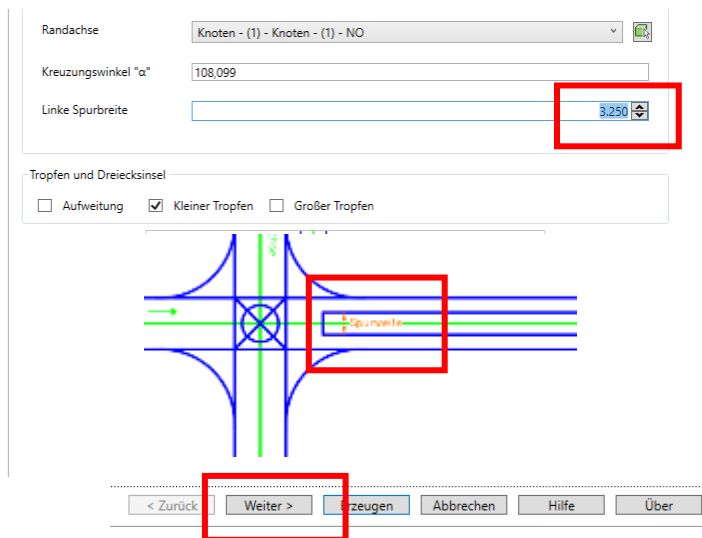 Randachse
Knoten - (1) - Knoten - (1) - NO
Kreuzungswinkel "α"
108,099
Linke Spurbreite
3.250
Tropfen und Dreiecksinsel
Aufweitung
Kleiner Tropfen
Großer Tropfen
Spurweite
< Zurück
Weiter >
Erzeugen
Abbrechen
Hilfe
Über